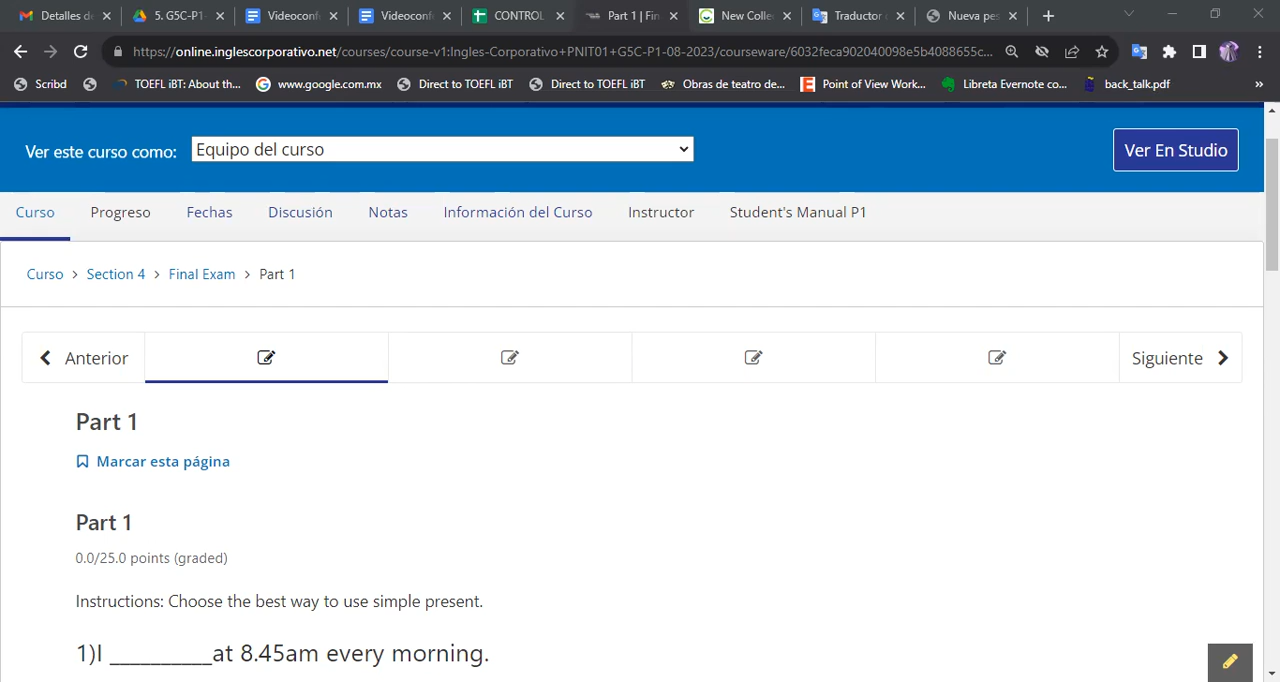 Detalles d
5. G5C-P1-
Videoconf
Videoconf
CONTROL
Part 1 | Fin
New Colle
Traductor
Nueva pes
https://online.inglescorporativo.net/courses/course-v1:Ingles-Corporativo+PNIT01+G5C-P1-08-2023/courseware/6032feca902040098e5b4088655c...
Scribd
TOEFL iBT: About th...
www.google.com.mx
Direct to TOEFL iBT
Direct to TOEFL iBT
Obras de teatro de...
Point of View Work...
Libreta Evernote co...
back_talk.pdf
»
Ver este curso como:
Equipo del curso
Ver En Studio
Curso
Progreso
Fechas
Discusión
Notas
Información del Curso
Instructor
Student's Manual P1
Curso > Section 4 > Final Exam > Part 1
Anterior
Siguiente
Part 1
Marcar esta página
Part 1
0.0/25.0 points (graded)
Instructions: Choose the best way to use simple present.
1)I _________at 8.45am every morning.